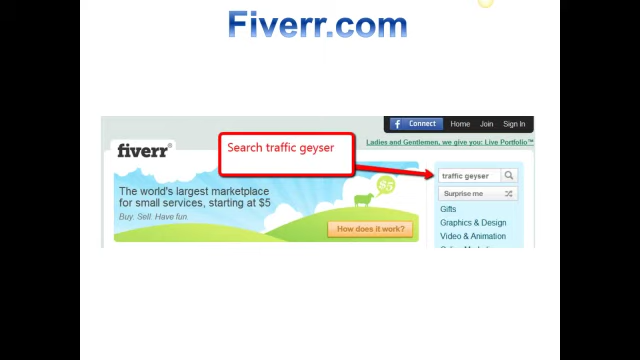 Fiverr.com
Connect Home Join Sign In
Ladies and Gentlemen, we give you: Live Portfolio™
fiverr®
Search traffic geyser
traffic geyser
The world's largest marketplace
for small services, starting at $5
Buy. Sell. Have fun.
$5
How does it work?
Surprise me
Gifts
Graphics & Design
Video & Animation